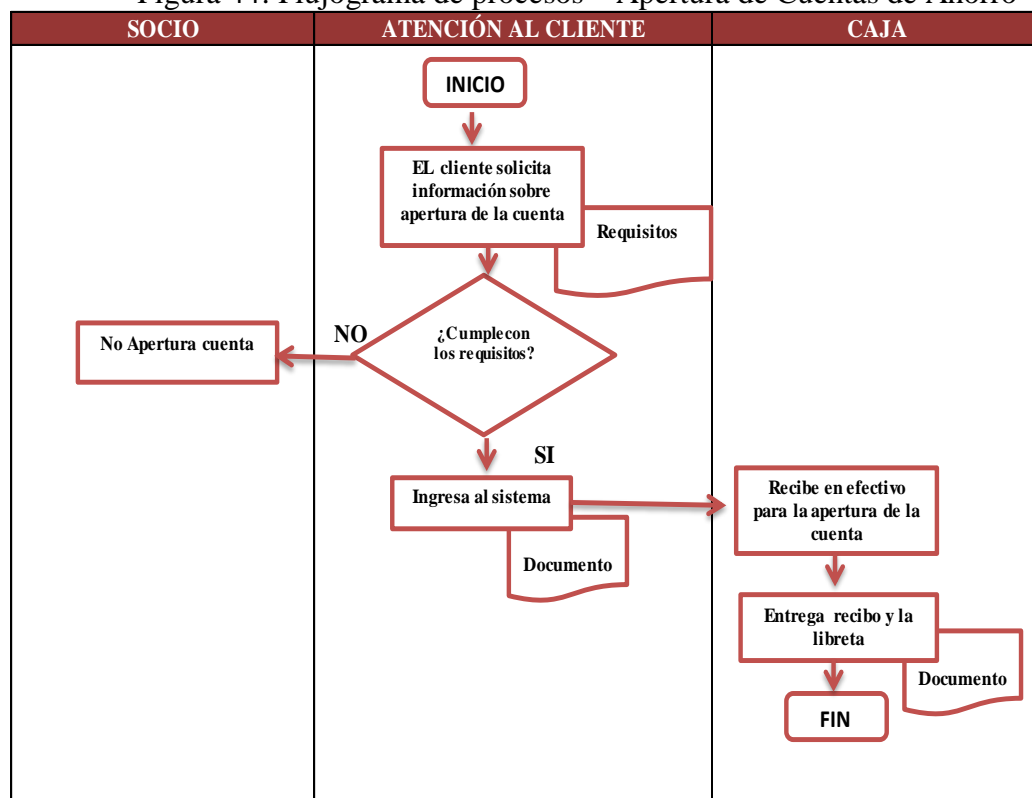 Figura 44: Flujograma de procesos – Apertura de Cuentas de Ahorro
SOCIO
ATENCIÓN AL CLIENTE
CAJA
INICIO
EL cliente solicita
información sobre
apertura de la cuenta
Requisitos
¿Cumplecon
los requisitos?
NO
No Apertura cuenta
SI
Ingresa al sistema
Documento
Recibe en efectivo
para la apertura de la
cuenta
Entrega recibo y la
libreta
Documento
FIN